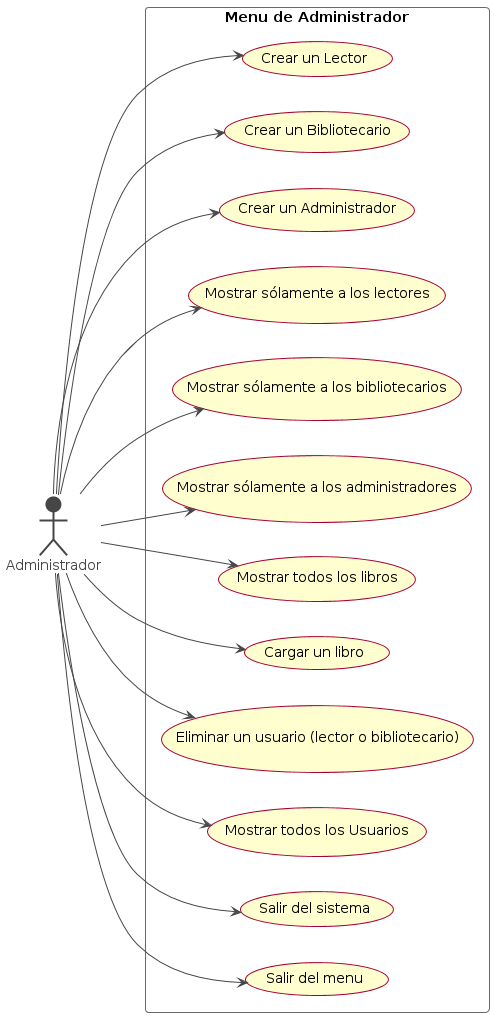 Menu de Administrador
Crear un Lector
Crear un Bibliotecario
Crear un Administrador
Mostrar sólamente a los lectores
Mostrar sólamente a los bibliotecarios
Mostrar sólamente a los administradores
Administrador
Mostrar todos los libros
Cargar un libro
Eliminar un usuario (lector o bibliotecario)
Mostrar todos los Usuarios
Salir del sistema
Salir del menu